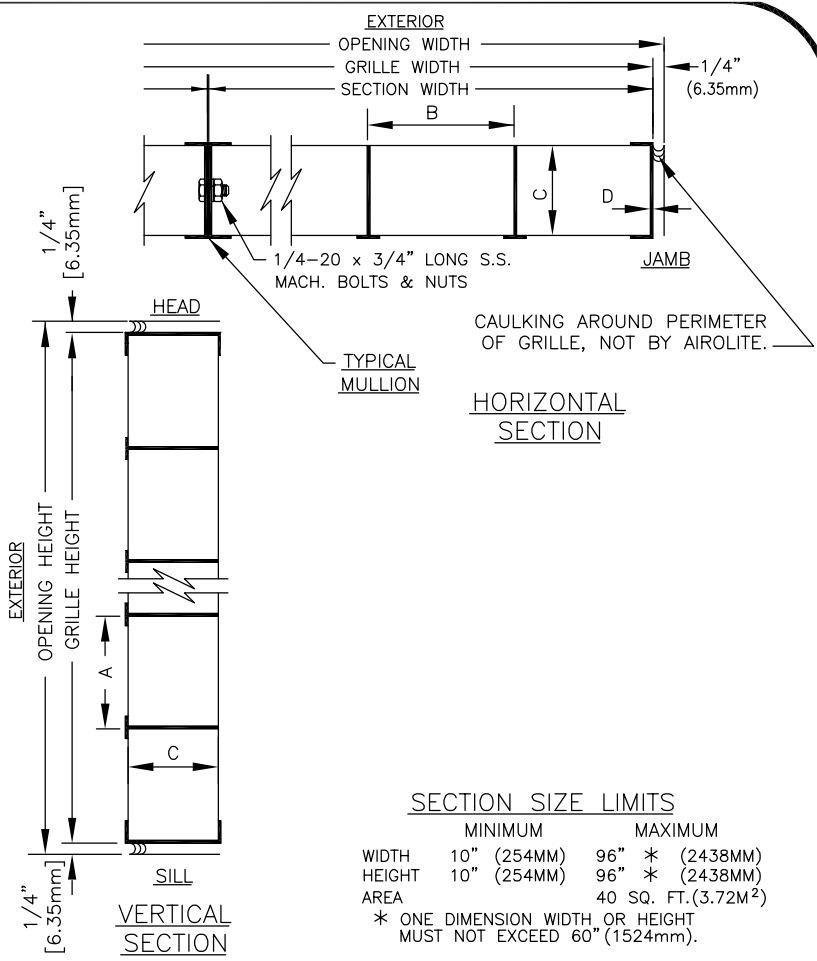 EXTERIOR
OPENING WIDTH
GRILLE WIDTH
1/4"
(6.35mm)
SECTION WIDTH
B
C
D
1/4"
[6.35mm]
1/4-20 x 3/4" LONG S.S.
MACH. BOLTS & NUTS
JAMB
HEAD
CAULKING AROUND PERIMETER
OF GRILLE, NOT BY AIROLITE.
TYPICAL
MULLION
HORIZONTAL
SECTION
EXTERIOR
OPENING HEIGHT
GRILLE HEIGHT
A
C
SILL
1/4"
[6.35mm]
VERTICAL
SECTION
SECTION SIZE LIMITS
MINIMUM MAXIMUM
WIDTH 10" (254MM) 96" * (2438MM)
HEIGHT 10" (254MM) 96" * (2438MM)
AREA 40 SQ. FT.(3.72M²)
* ONE DIMENSION WIDTH OR HEIGHT
MUST NOT EXCEED 60"(1524mm).